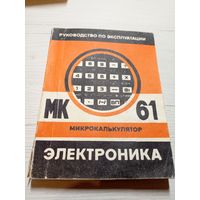 РУКОВОДСТВО ПО ЭКСПЛУАТАЦИИ
МК 61
МИКРОКАЛЬКУЛЯТОР
ЭЛЕКТРОНИКА